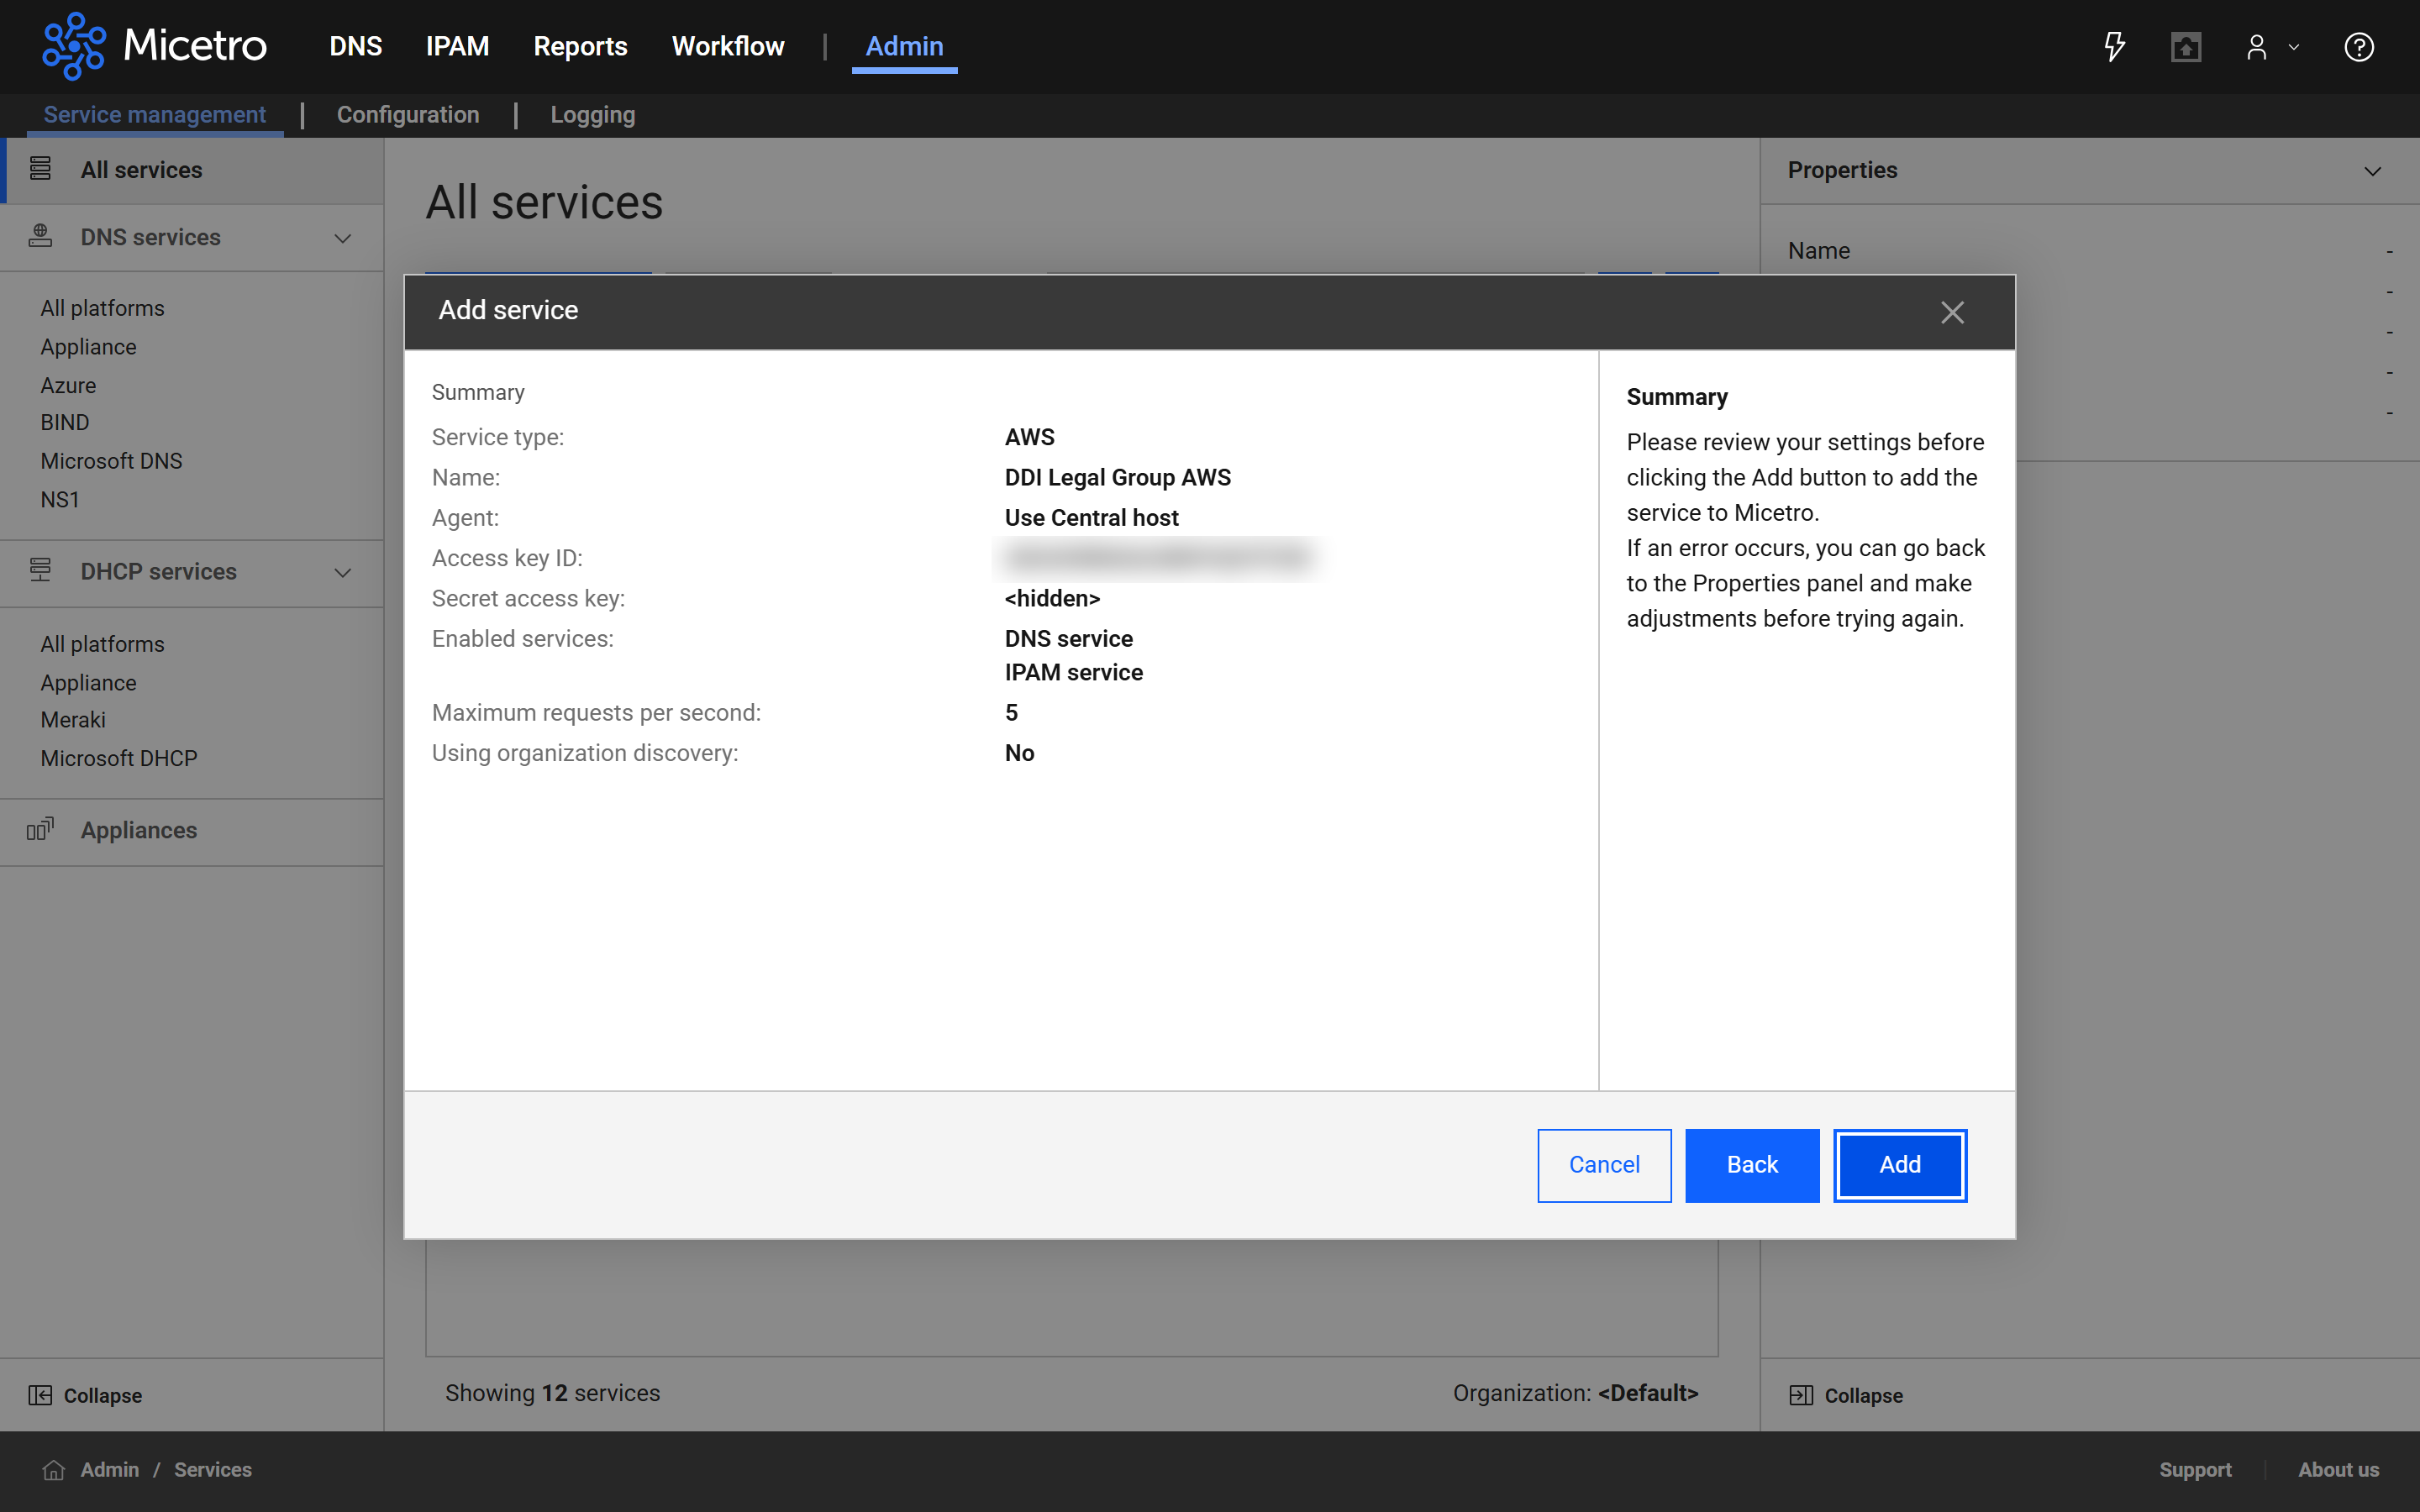 Micetro DNS IPAM Reports Workflow | Admin
Service management | Configuration | Logging
All services
DNS services
All platforms
Appliance
Azure
BIND
Microsoft DNS
NS1
DHCP services
All platforms
Appliance
Meraki
Microsoft DHCP
Appliances
Collapse
All services
Showing 12 services
Organization: <Default>
Properties
Name -
-
-
-
-
Collapse
Add service
Summary
Service type: AWS
Name: DDI Legal Group AWS
Agent: Use Central host
Access key ID:
Secret access key: <hidden>
Enabled services: DNS service
IPAM service
Maximum requests per second: 5
Using organization discovery: No
Summary
Please review your settings before
clicking the Add button to add the
service to Micetro.
If an error occurs, you can go back
to the Properties panel and make
adjustments before trying again.
Cancel Back Add
Admin / Services
Support About us